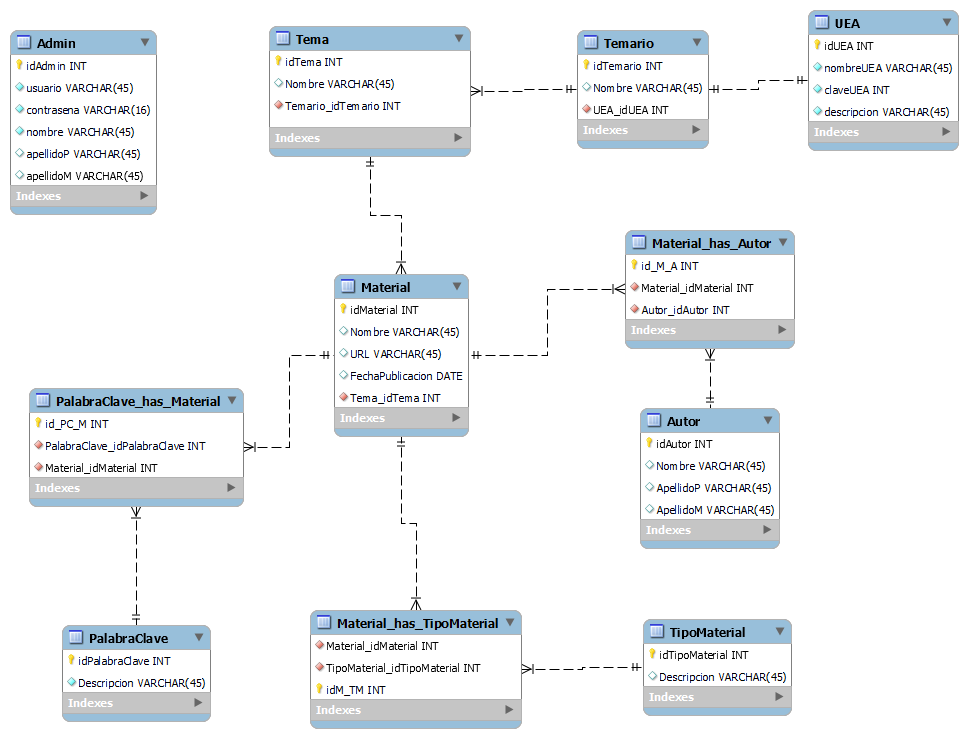 Admin
idAdmin INT
usuario VARCHAR(45)
contrasena VARCHAR(16)
nombre VARCHAR(45)
apellidoP VARCHAR(45)
apellidoM VARCHAR(45)
Indexes
Tema
idTema INT
Nombre VARCHAR(45)
Temario_idTemario INT
Indexes
Temario
idTemario INT
Nombre VARCHAR(45)
UEA_idUEA INT
Indexes
UEA
idUEA INT
nombreUEA VARCHAR(45)
claveUEA INT
descripcion VARCHAR(45)
Indexes
Material
idMaterial INT
Nombre VARCHAR(45)
URL VARCHAR(45)
FechaPublicacion DATE
Tema_idTema INT
Indexes
Material_has_Autor
id_M_A INT
Material_idMaterial INT
Autor_idAutor INT
Indexes
PalabraClave_has_Material
id_PC_M INT
PalabraClave_idPalabraClave INT
Material_idMaterial INT
Indexes
Autor
idAutor INT
Nombre VARCHAR(45)
ApellidoP VARCHAR(45)
ApellidoM VARCHAR(45)
Indexes
PalabraClave
idPalabraClave INT
Descripcion VARCHAR(45)
Indexes
Material_has_TipoMaterial
Material_idMaterial INT
TipoMaterial_idTipoMaterial INT
idM_TM INT
Indexes
TipoMaterial
idTipoMaterial INT
Descripcion VARCHAR(45)
Indexes